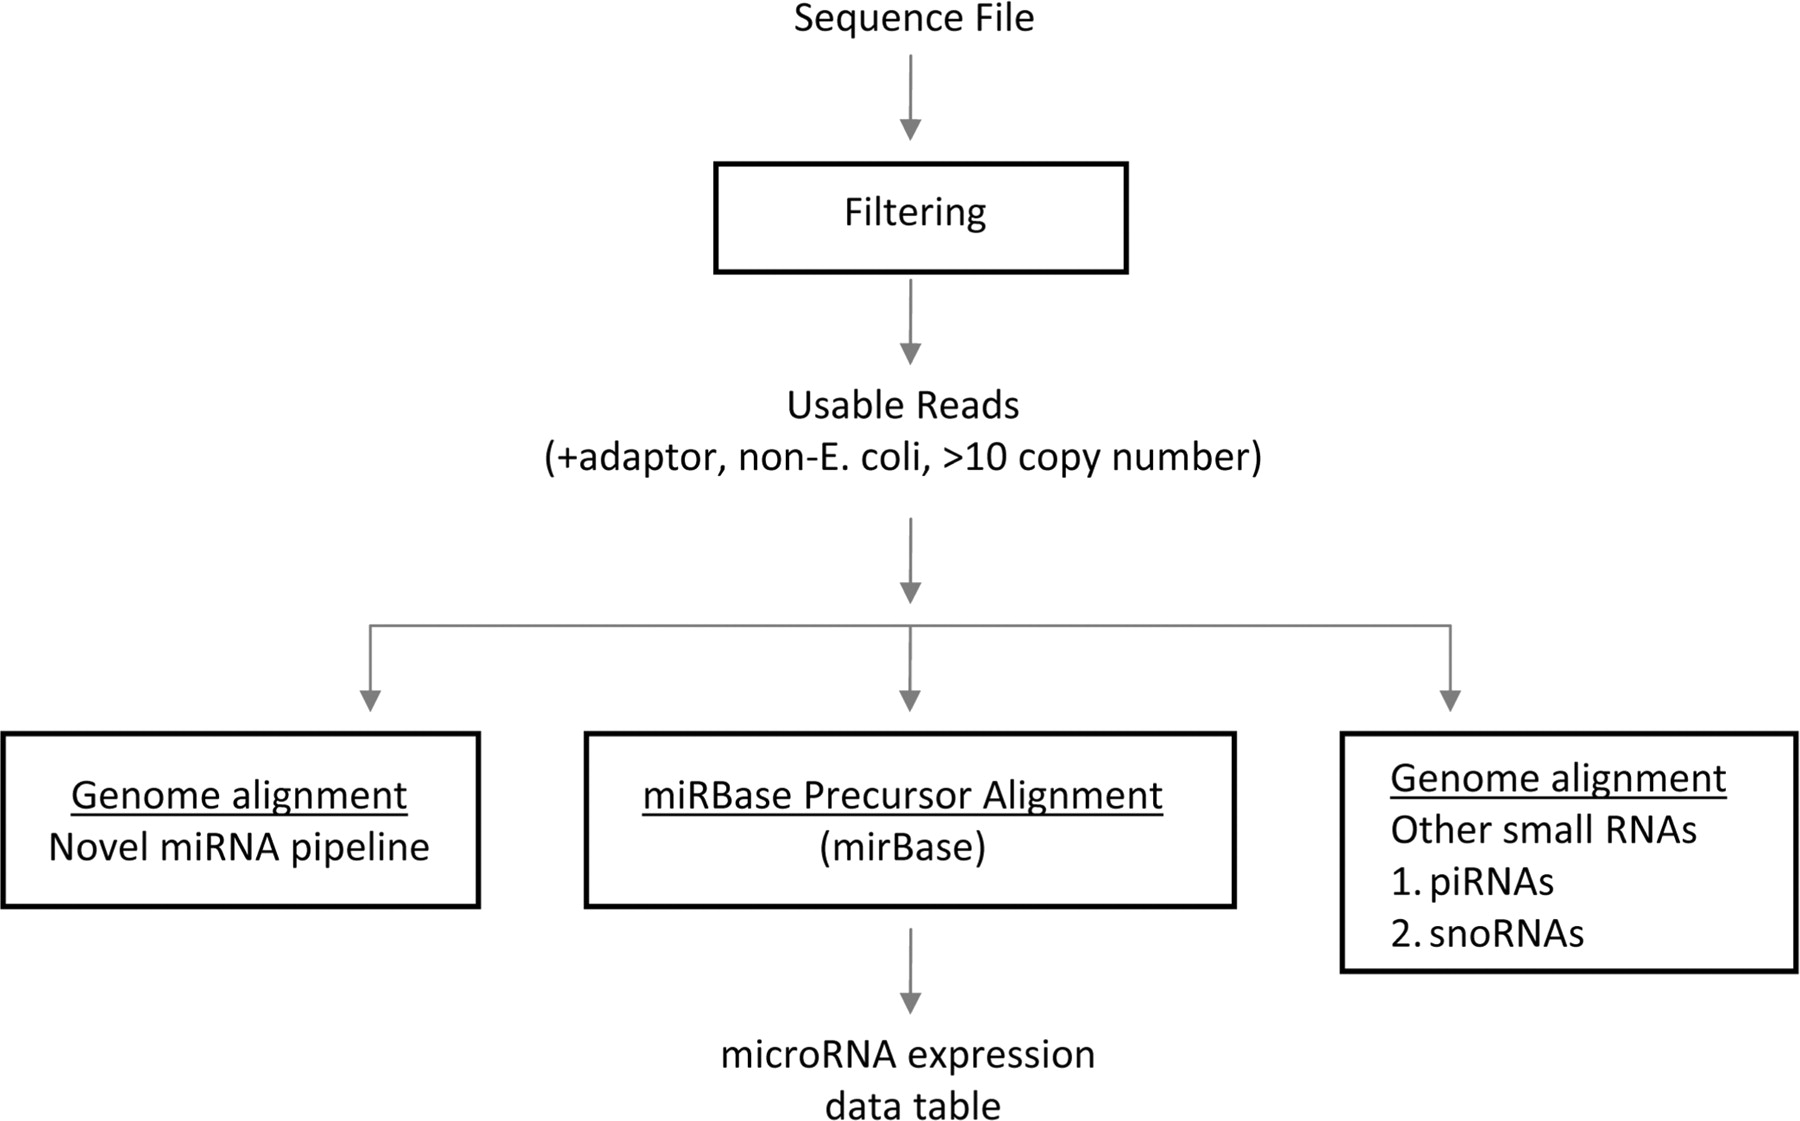 Sequence File
Filtering
Usable Reads
(+adaptor, non-E. coli, >10 copy number)
Genome alignment
Novel miRNA pipeline
miRBase Precursor Alignment
(mirBase)
Genome alignment
Other small RNAs
1. piRNAs
2. snoRNAs
microRNA expression
data table